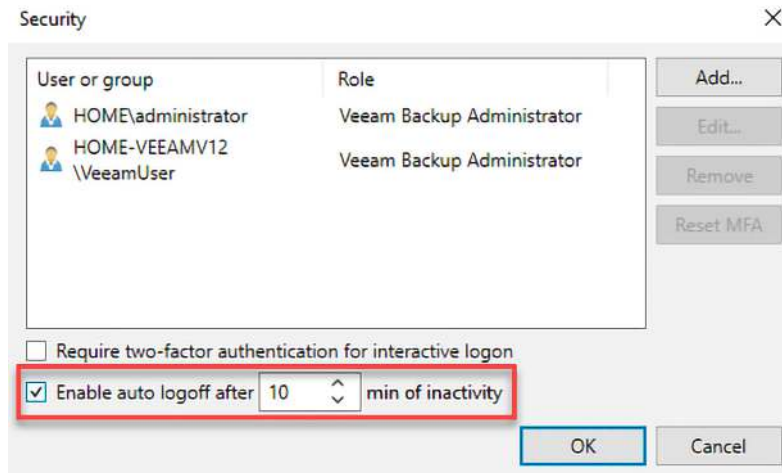 Security
User or group Role Add...
HOME\administrator Veeam Backup Administrator Edit...
HOME-VEEAMV12
\VeeamUser Veeam Backup Administrator Remove
Reset MFA
Require two-factor authentication for interactive logon
Enable auto logoff after 10 min of inactivity
OK Cancel